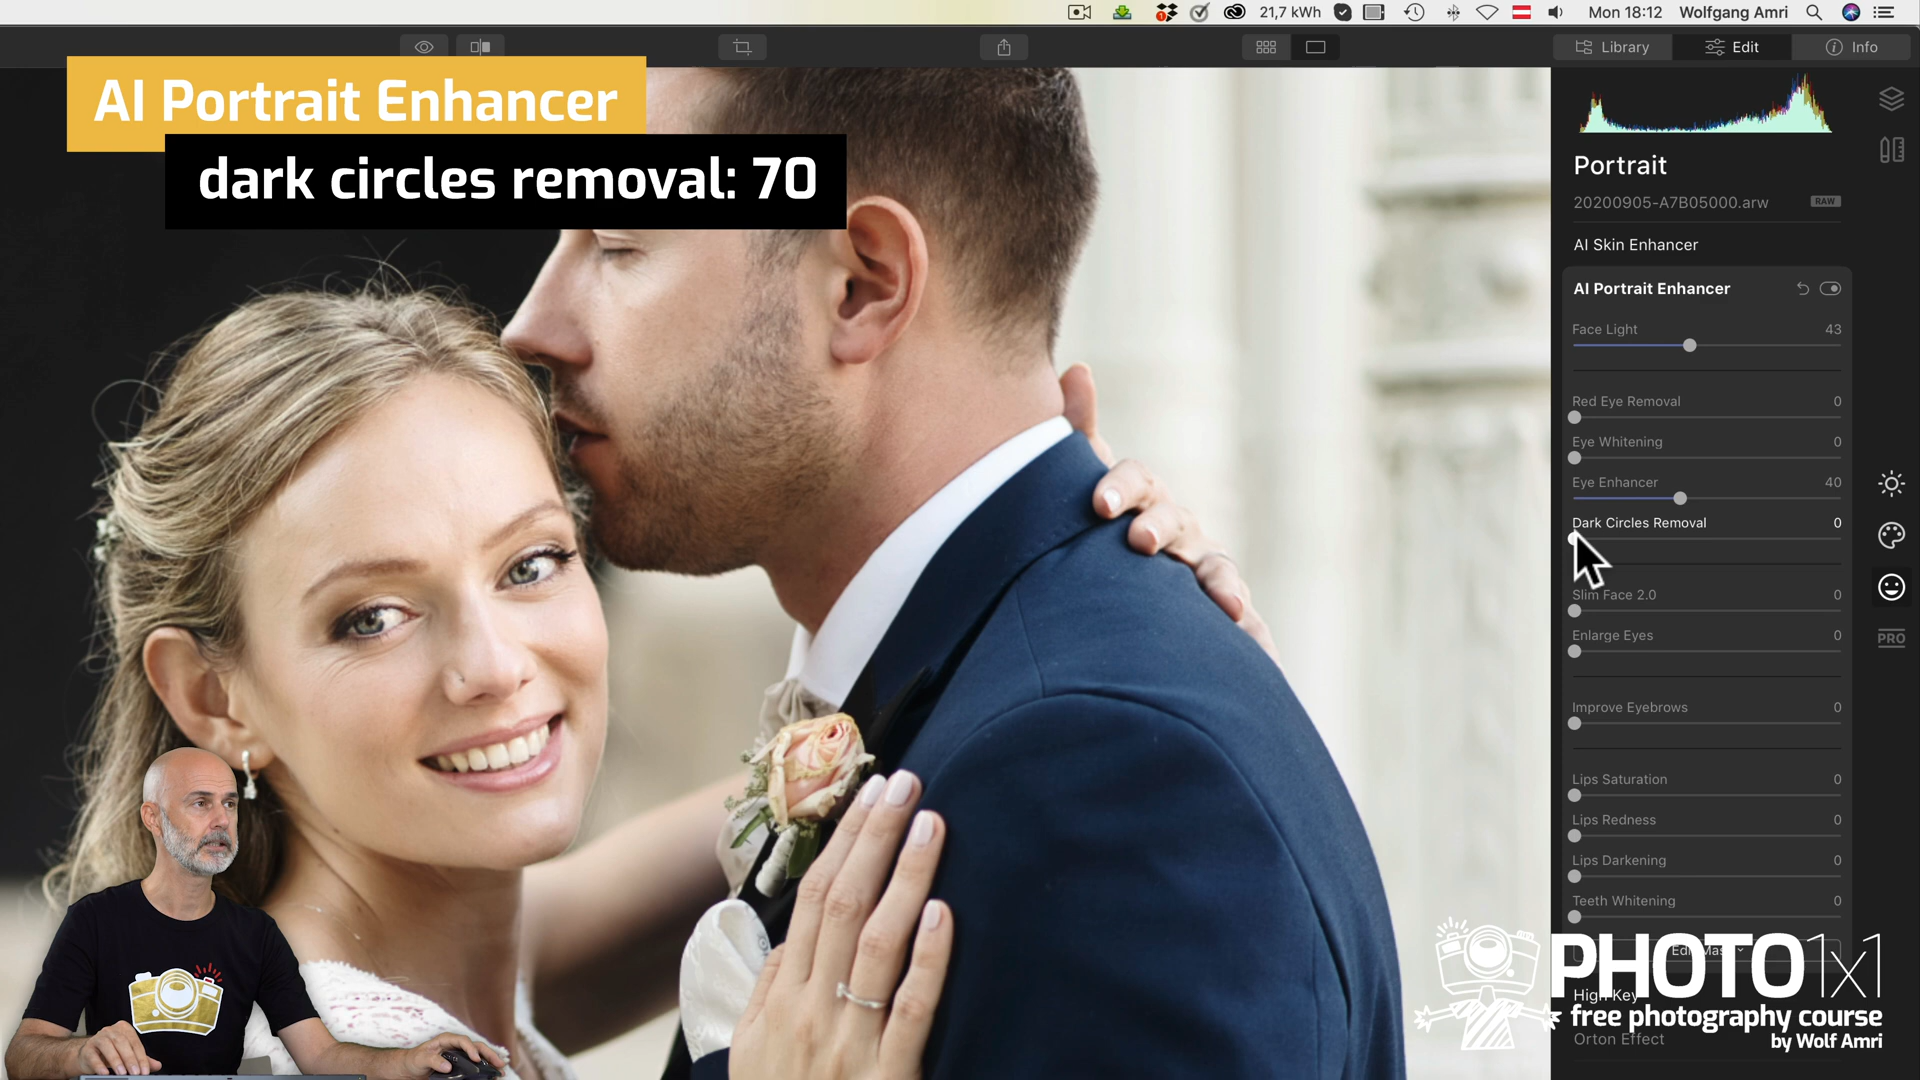 21,7 kWh
Mon 18:12
Wolfgang Amri
Library
Edit
Info
AI Portrait Enhancer
dark circles removal: 70
Portrait
20200905-A7B05000.arw
RAW
AI Skin Enhancer
AI Portrait Enhancer
Face Light 43
Red Eye Removal 0
Eye Whitening 0
Eye Enhancer 40
Dark Circles Removal 0
Slim Face 2.0 0
Enlarge Eyes 0
PRO
Improve Eyebrows 0
Lips Saturation 0
Lips Redness 0
Lips Darkening 0
Teeth Whitening 0
PHOTO1x1
High Key
free photography course
Orton Effect
by Wolf Amri